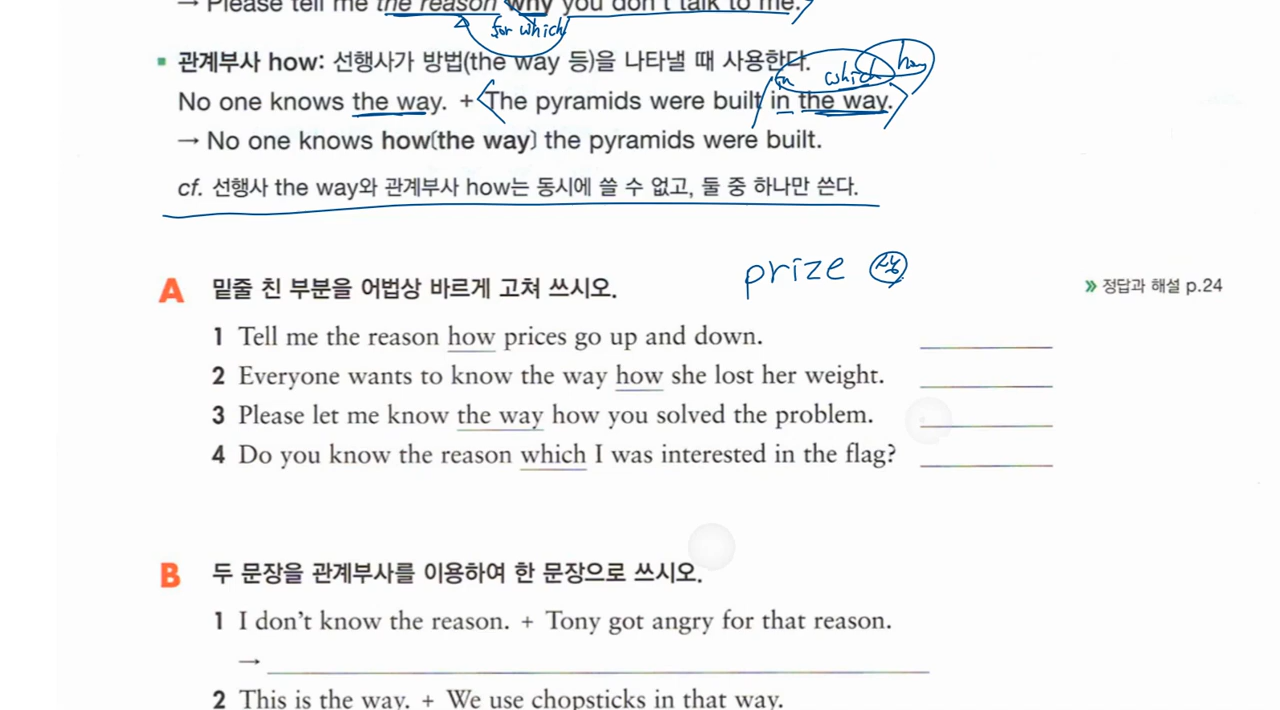 → Please tell me the reason why you don't talk to me.
for which
▪ 관계부사 how: 선행사가 방법(the way 등)을 나타낼 때 사용한다.
in which how
No one knows the way. + The pyramids were built in the way.
→ No one knows how(the way) the pyramids were built.
cf. 선행사 the way와 관계부사 how는 동시에 쓸 수 없고, 둘 중 하나만 쓴다.
prize 상
A 밑줄 친 부분을 어법상 바르게 고쳐 쓰시오.
» 정답과 해설 p.24
1 Tell me the reason how prices go up and down.
2 Everyone wants to know the way how she lost her weight.
3 Please let me know the way how you solved the problem.
4 Do you know the reason which I was interested in the flag?
B 두 문장을 관계부사를 이용하여 한 문장으로 쓰시오.
1 I don't know the reason. + Tony got angry for that reason.
→
2 This is the way. + We use chopsticks in that way.